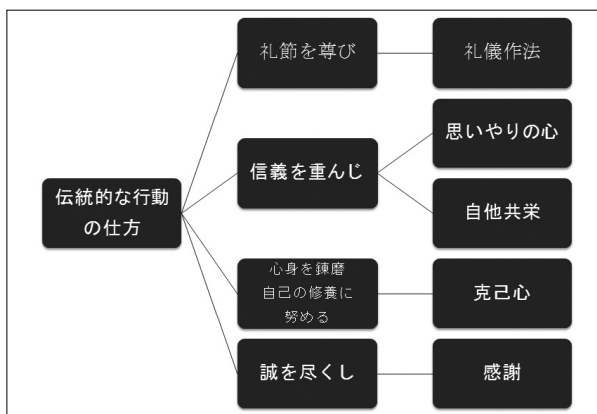 伝統的な行動
の仕方
礼節を尊び
礼儀作法
信義を重んじ
思いやりの心
自他共栄
心身を錬磨
自己の修養に
努める
克己心
誠を尽くし
感謝